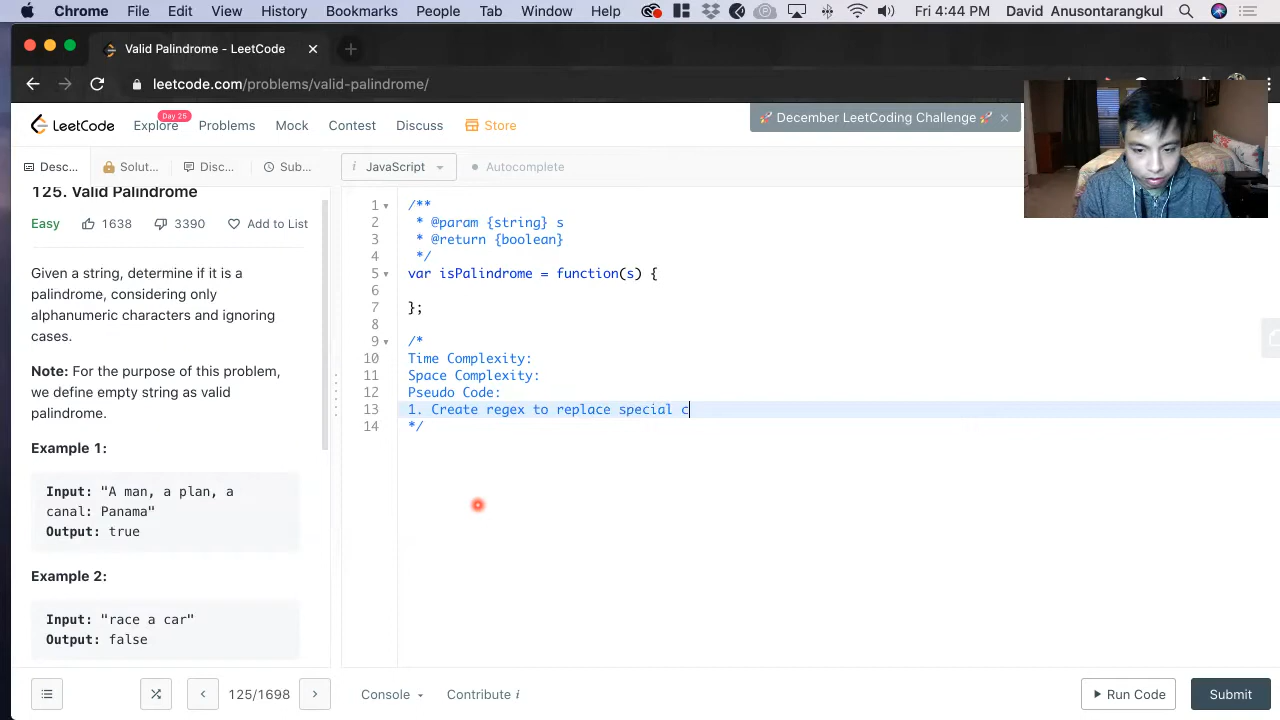 Chrome File Edit View History Bookmarks People Tab Window Help Fri 4:44 PM David Anusontarangkul
Valid Palindrome - LeetCode
leetcode.com/problems/valid-palindrome/
LeetCode Explore Day 25 Problems Mock Contest Discuss Store
🚀 December LeetCoding Challenge 🚀
Desc... Solut... Disc... Sub...
i JavaScript Autocomplete
125. Valid Palindrome
Easy 1638 3390 Add to List
Given a string, determine if it is a
palindrome, considering only
alphanumeric characters and ignoring
cases.
Note: For the purpose of this problem,
we define empty string as valid
palindrome.
Example 1:
Input: "A man, a plan, a
canal: Panama"
Output: true
Example 2:
Input: "race a car"
Output: false
1 /**
2 * @param {string} s
3 * @return {boolean}
4 */
5 var isPalindrome = function(s) {
6
7 };
8
9 /*
10 Time Complexity:
11 Space Complexity:
12 Pseudo Code:
13 1. Create regex to replace special c
14 */
125/1698
Console Contribute i
Run Code Submit